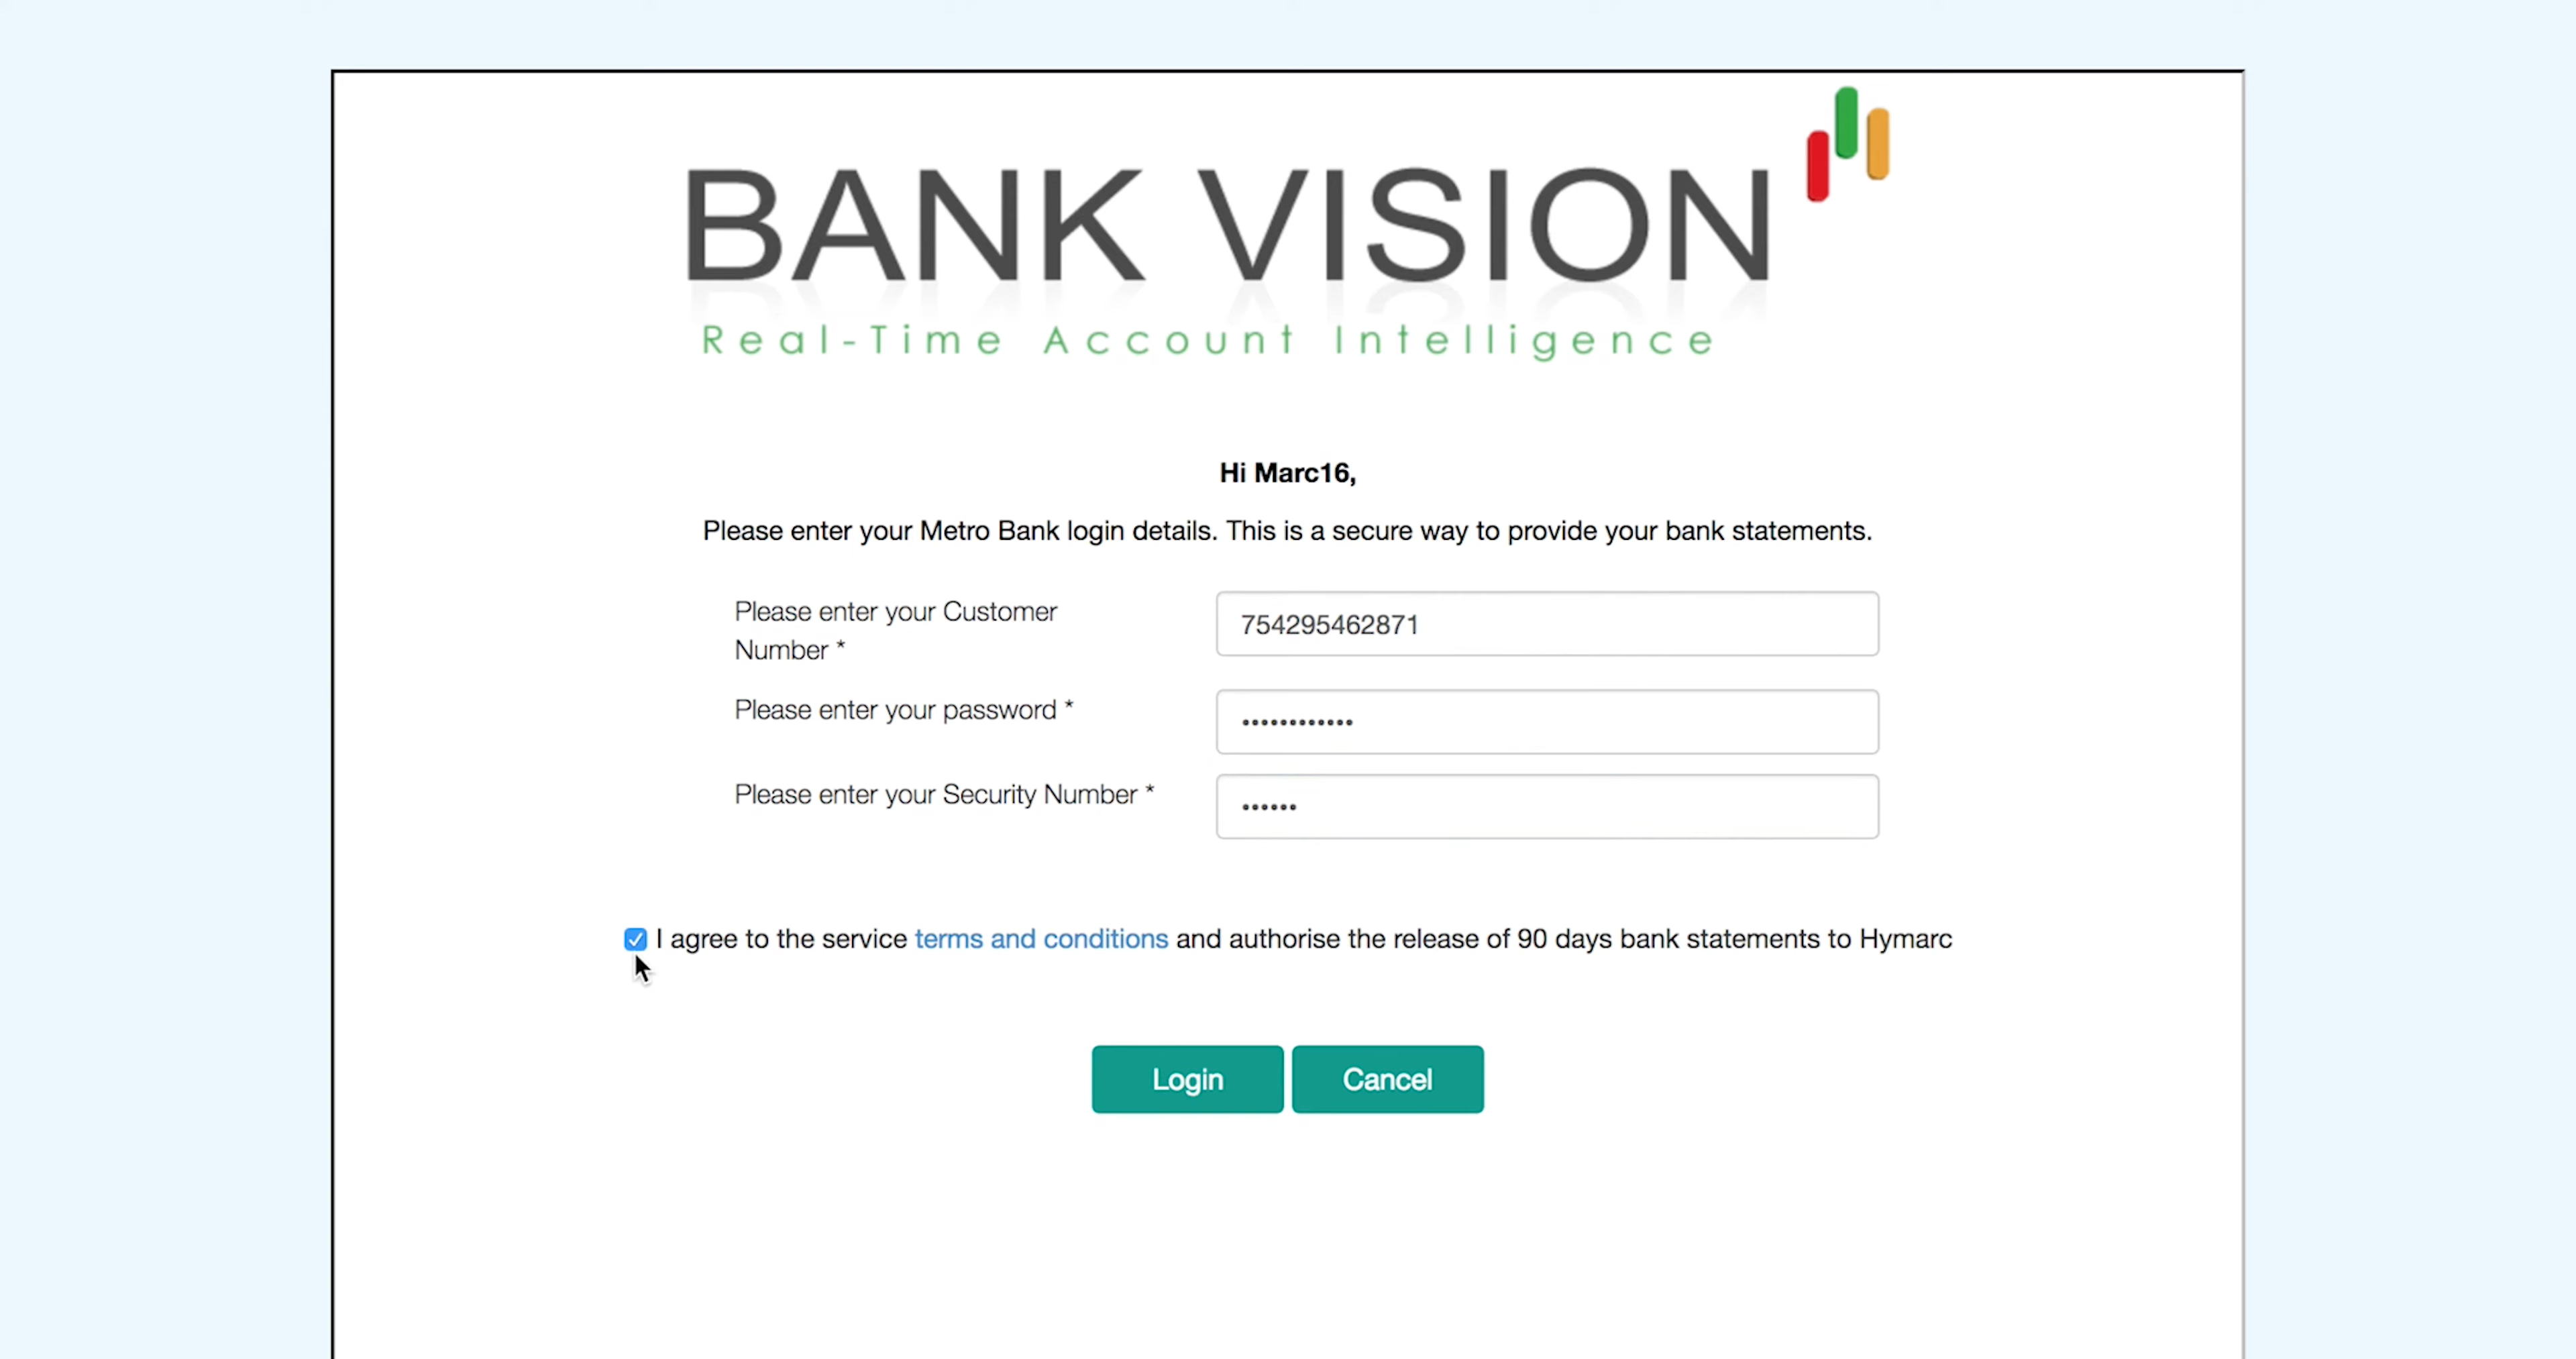 BANK VISION
Real-Time Account Intelligence
Hi Marc16,
Please enter your Metro Bank login details. This is a secure way to provide your bank statements.
Please enter your Customer
Number *
754295462871
Please enter your password *
••••••••••••
Please enter your Security Number *
••••••
I agree to the service terms and conditions and authorise the release of 90 days bank statements to Hymarc
Login
Cancel